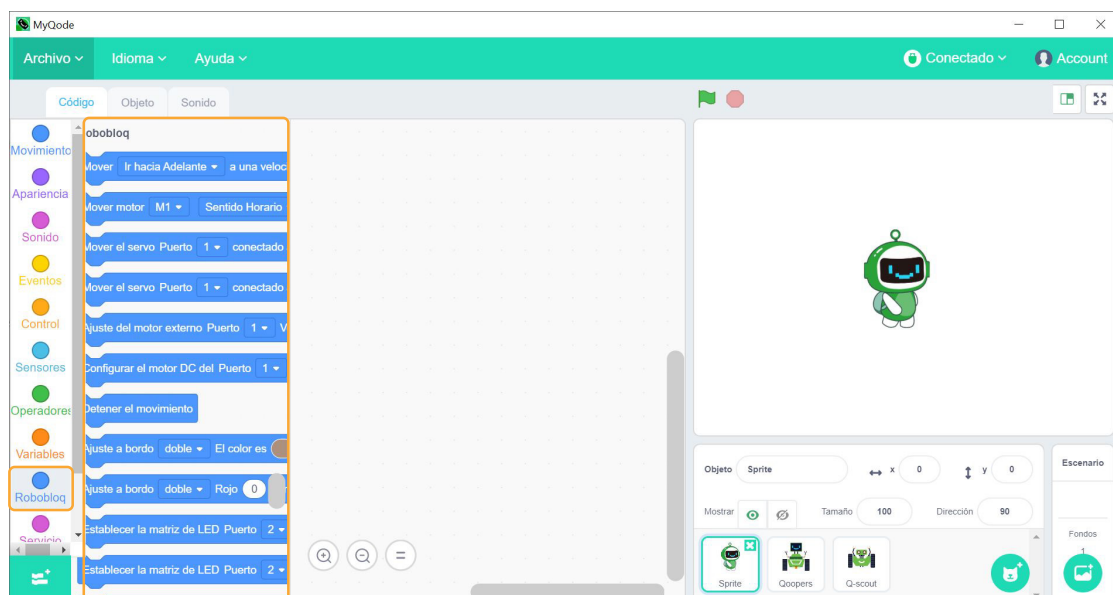 MyQode
Archivo Idioma Ayuda Conectado Account
Código Objeto Sonido
Movimiento
Apariencia
Sonido
Eventos
Control
Sensores
Operadores
Variables
Robobloq
Servicio
obobloq
Mover Ir hacia Adelante a una veloc
Mover motor M1 Sentido Horario
Mover el servo Puerto 1 conectado
Mover el servo Puerto 1 conectado
Ajuste del motor externo Puerto 1 V
Configurar el motor DC del Puerto 1
Detener el movimiento
Ajuste a bordo doble El color es
Ajuste a bordo doble Rojo 0
Establecer la matriz de LED Puerto 2
Establecer la matriz de LED Puerto 2
Objeto Sprite x 0 y 0
Mostrar Tamaño 100 Dirección 90
Sprite Qoopers Q-scout
Escenario
Fondos
1